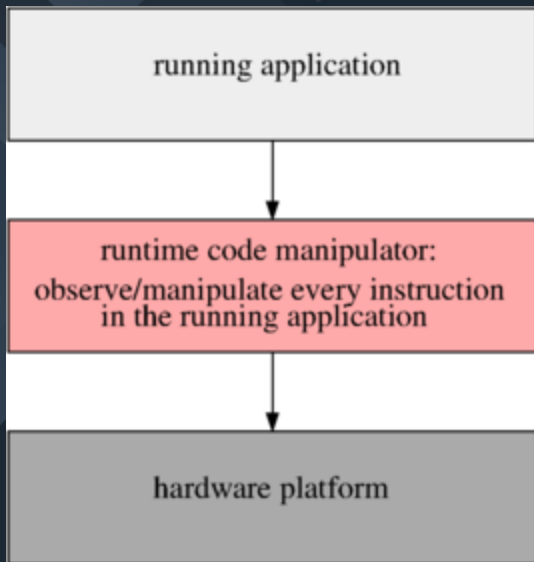 running application
runtime code manipulator:
observe/manipulate every instruction
in the running application
hardware platform